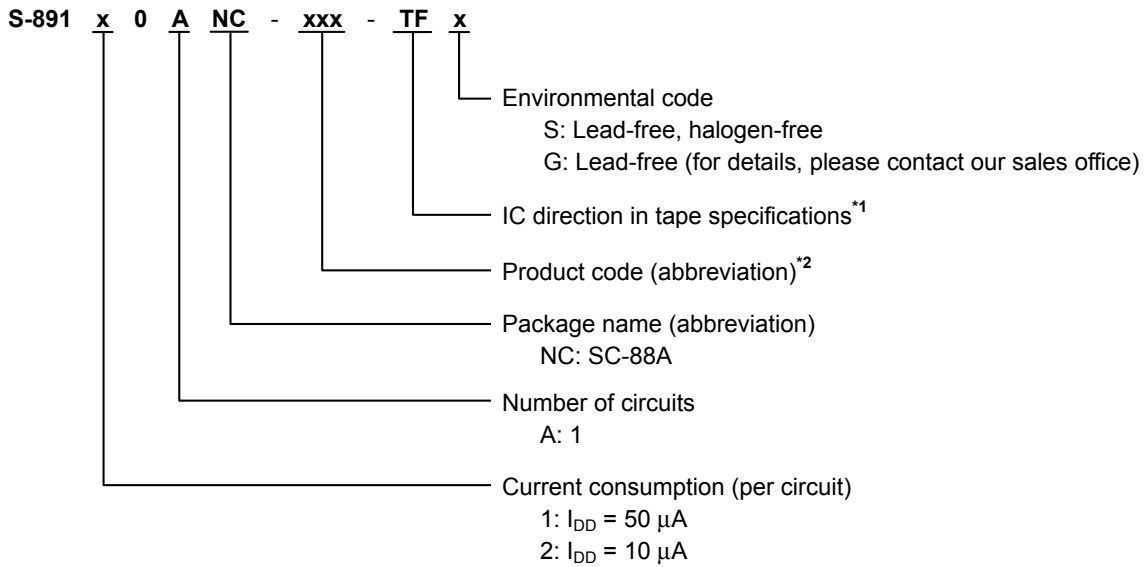 S-891 x 0 A NC - xxx - TF x
Environmental code
S: Lead-free, halogen-free
G: Lead-free (for details, please contact our sales office)
IC direction in tape specifications*1
Product code (abbreviation)*2
Package name (abbreviation)
NC: SC-88A
Number of circuits
A: 1
Current consumption (per circuit)
1: IDD = 50 μA
2: IDD = 10 μA